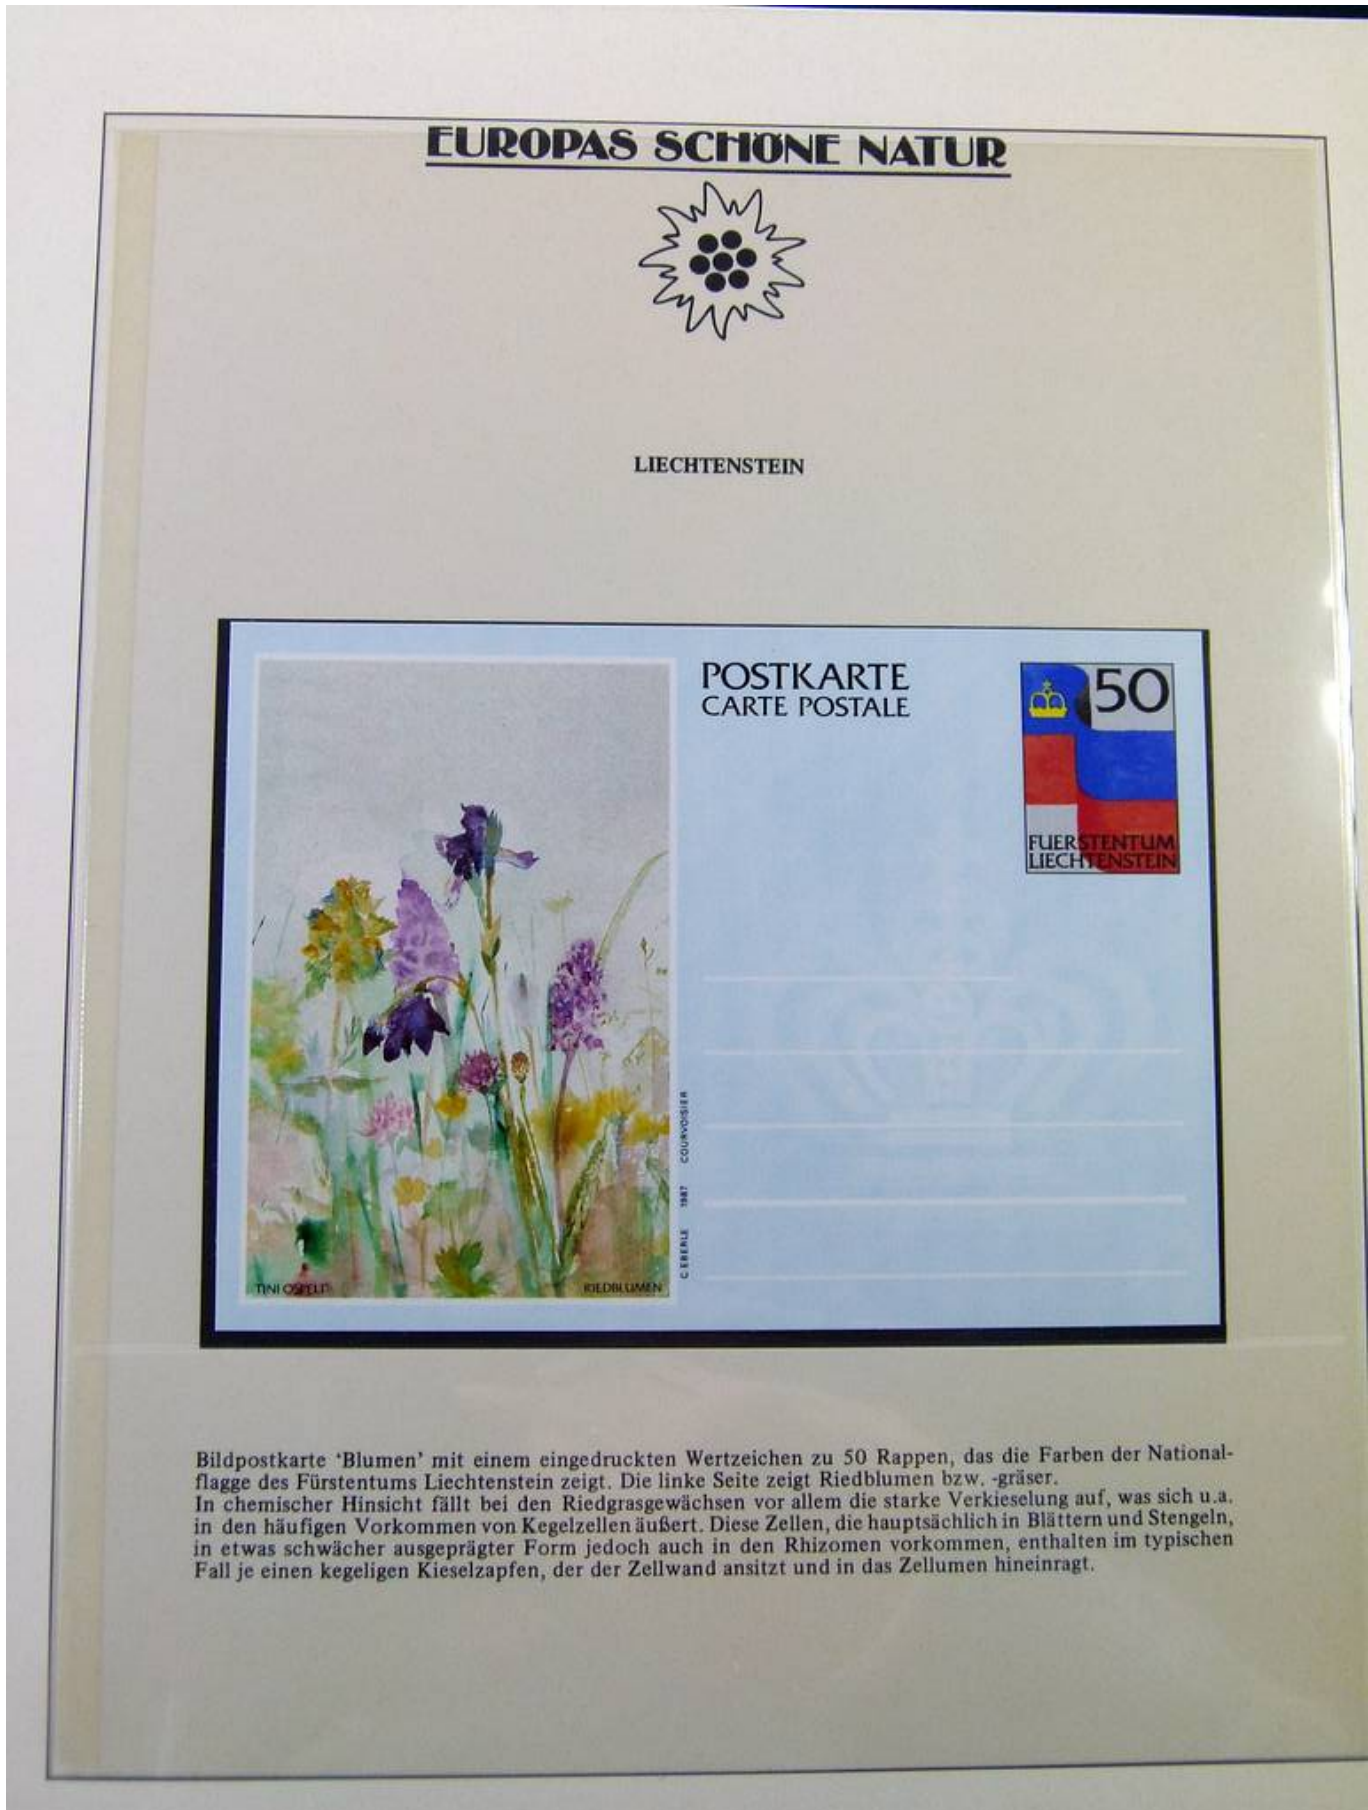 EUROPAS SCHÖNE NATUR
LIECHTENSTEIN
POSTKARTE
CARTE POSTALE
50
FUERSTENTUM
LIECHTENSTEIN
C. EBERLE 1987 COURVOISIER
TINI OSPELT
RIEDBLUMEN
Bildpostkarte ‘Blumen’ mit einem eingedruckten Wertzeichen zu 50 Rappen, das die Farben der National-
flagge des Fürstentums Liechtenstein zeigt. Die linke Seite zeigt Riedblumen bzw. -gräser.
In chemischer Hinsicht fällt bei den Riedgrasgewächsen vor allem die starke Verkieselung auf, was sich u.a.
in den häufigen Vorkommen von Kegelzellen äußert. Diese Zellen, die hauptsächlich in Blättern und Stengeln,
in etwas schwächer ausgeprägter Form jedoch auch in den Rhizomen vorkommen, enthalten im typischen
Fall je einen kegeligen Kieselzapfen, der der Zellwand ansitzt und in das Zellumen hineinragt.